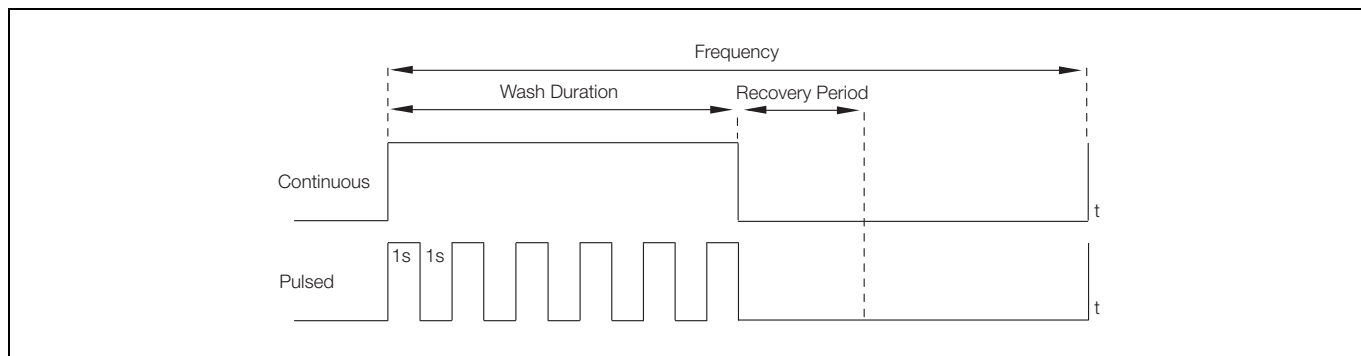 Frequency
Wash Duration
Recovery Period
Continuous
t
1s 1s
Pulsed
t